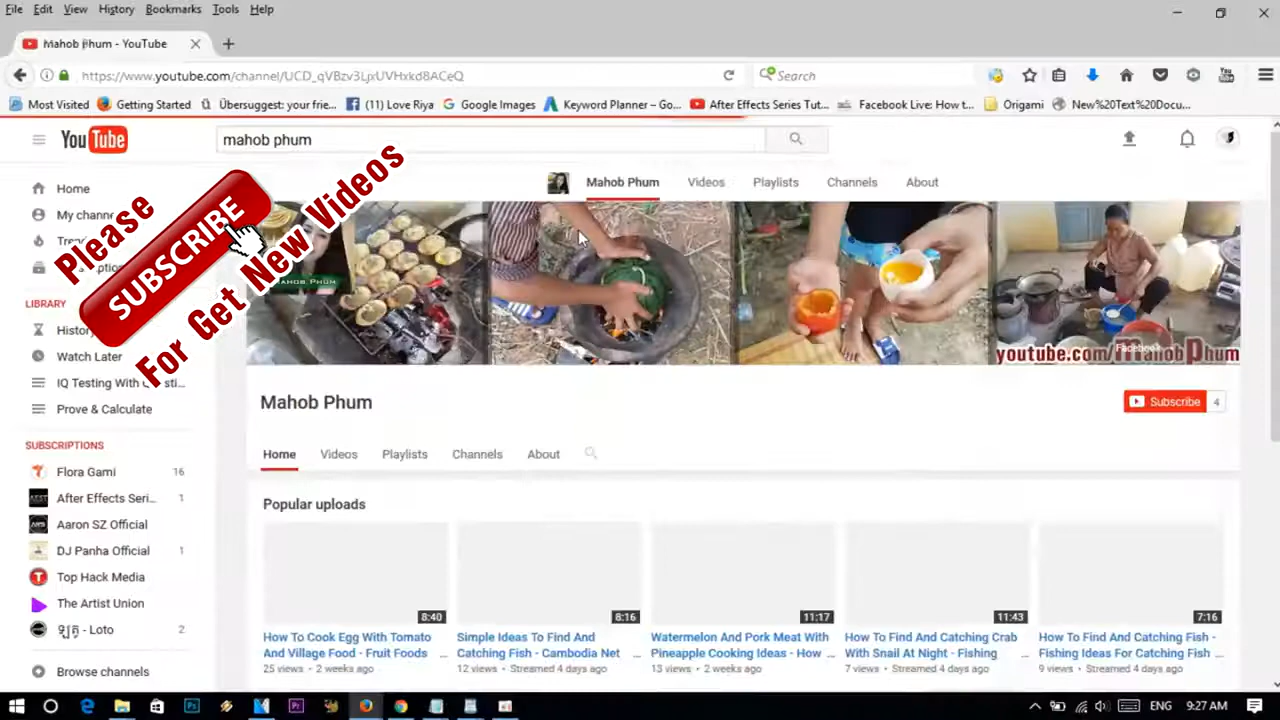 File Edit View History Bookmarks Tools Help
Mahob Phum - YouTube
https://www.youtube.com/channel/UCD_qVBzv3LjxUVHxkd8ACeQ
Search
Most Visited Getting Started Übersuggest: your frie... (11) Love Riya Google Images Keyword Planner – Go... After Effects Series Tut... Facebook Live: How t... Origami New%20Text%20Docu...
YouTube
mahob phum
Mahob Phum Videos Playlists Channels About
Home
My channe
Please
SUBSCRIBE
For Get New Videos
MAHOB PHUM
Facebook
youtube.com/MahobPhum
LIBRARY
History
Watch Later
IQ Testing With
Prove & Calculate
SUBSCRIPTIONS
Flora Gami 16
After Effects Seri... 1
Aaron SZ Official
DJ Panha Official 1
Top Hack Media
The Artist Union
ឡូតូ - Loto 2
Browse channels
Mahob Phum
Subscribe 4
Home Videos Playlists Channels About
Popular uploads
8:40 8:16 11:17 11:43 7:16
How To Cook Egg With Tomato
And Village Food - Fruit Foods ...
25 views • 2 weeks ago
Simple Ideas To Find And
Catching Fish - Cambodia Net ...
12 views • Streamed 4 days ago
Watermelon And Pork Meat With
Pineapple Cooking Ideas - How ...
13 views • 2 weeks ago
How To Find And Catching Crab
With Snail At Night - Fishing ...
7 views • Streamed 4 days ago
How To Find And Catching Fish -
Fishing Ideas For Catching Fish ...
9 views • Streamed 4 days ago
ENG 9:27 AM